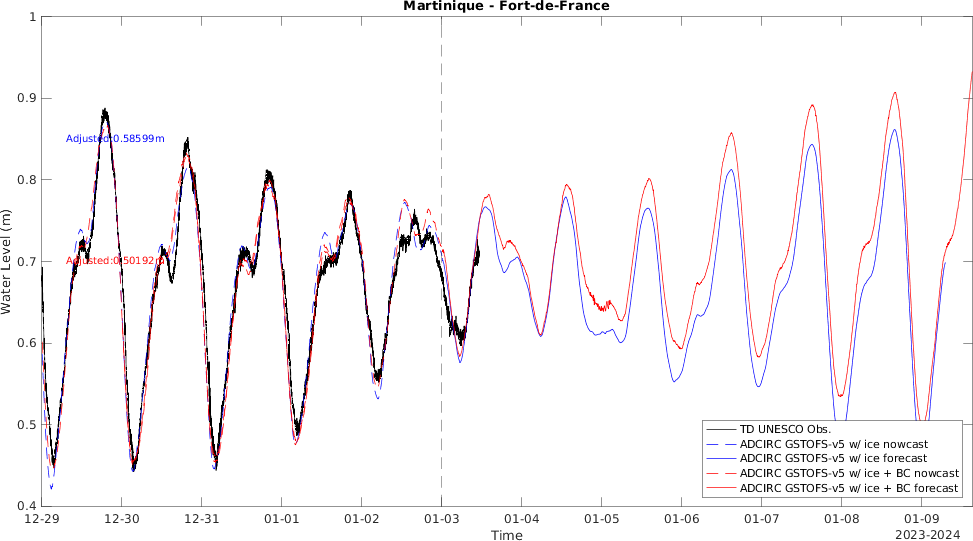 Martinique - Fort-de-France
1
0.9
0.8
0.7
0.6
0.5
0.4
Water Level (m)
Adjusted:0.58599m
Adjusted:0.50192m
TD UNESCO Obs.
ADCIRC GSTOFS-v5 w/ ice nowcast
ADCIRC GSTOFS-v5 w/ ice forecast
ADCIRC GSTOFS-v5 w/ ice + BC nowcast
ADCIRC GSTOFS-v5 w/ ice + BC forecast
12-29 12-30 12-31 01-01 01-02 01-03 01-04 01-05 01-06 01-07 01-08 01-09
Time
2023-2024